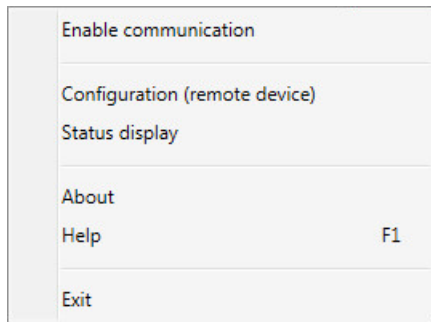 Enable communication
Configuration (remote device)
Status display
About
Help F1
Exit